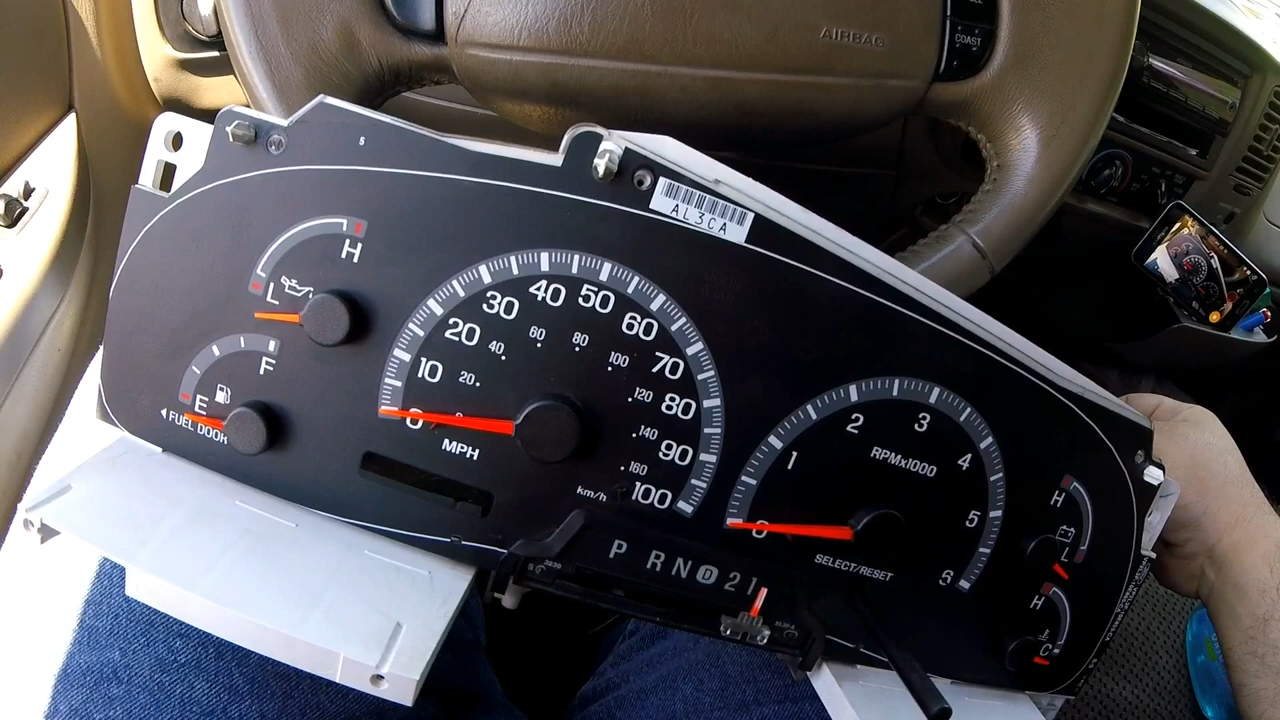 AIRBAG
COAST
5
AL3CA
H
L
F
E
FUEL DOOR
0 10 20 30 40 50 60 70 80 90 100
0 20 40 60 80 100 120 140 160
MPH
km/h
0 1 2 3 4 5 6
RPMx1000
SELECT/RESET
P R N D 2 1
H
L
H
C